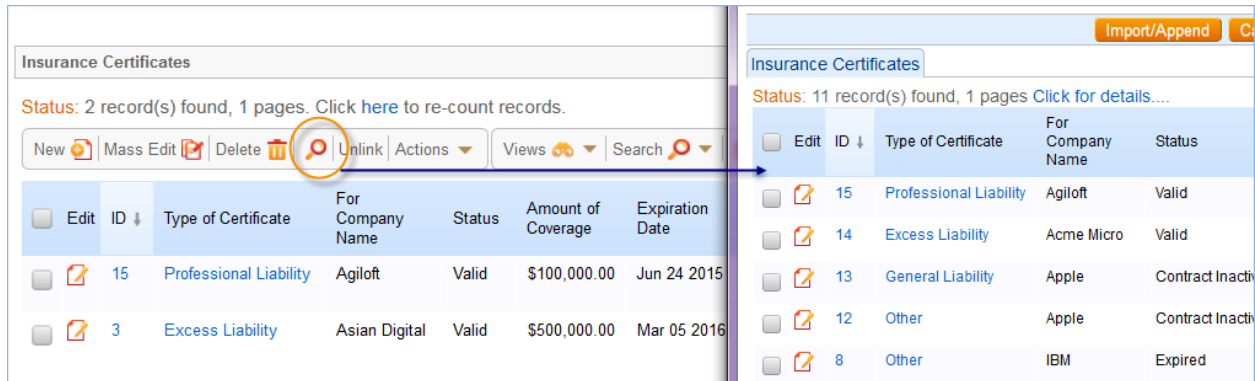 Insurance Certificates
Status: 2 record(s) found, 1 pages. Click here to re-count records.
New Mass Edit Delete Unlink Actions Views Search
Edit ID Type of Certificate For Company Name Status Amount of Coverage Expiration Date
15 Professional Liability Agiloft Valid $100,000.00 Jun 24 2015
3 Excess Liability Asian Digital Valid $500,000.00 Mar 05 2016
Import/Append
Insurance Certificates
Status: 11 record(s) found, 1 pages Click for details....
Edit ID Type of Certificate For Company Name Status
15 Professional Liability Agiloft Valid
14 Excess Liability Acme Micro Valid
13 General Liability Apple Contract Inactiv
12 Other Apple Contract Inactiv
8 Other IBM Expired